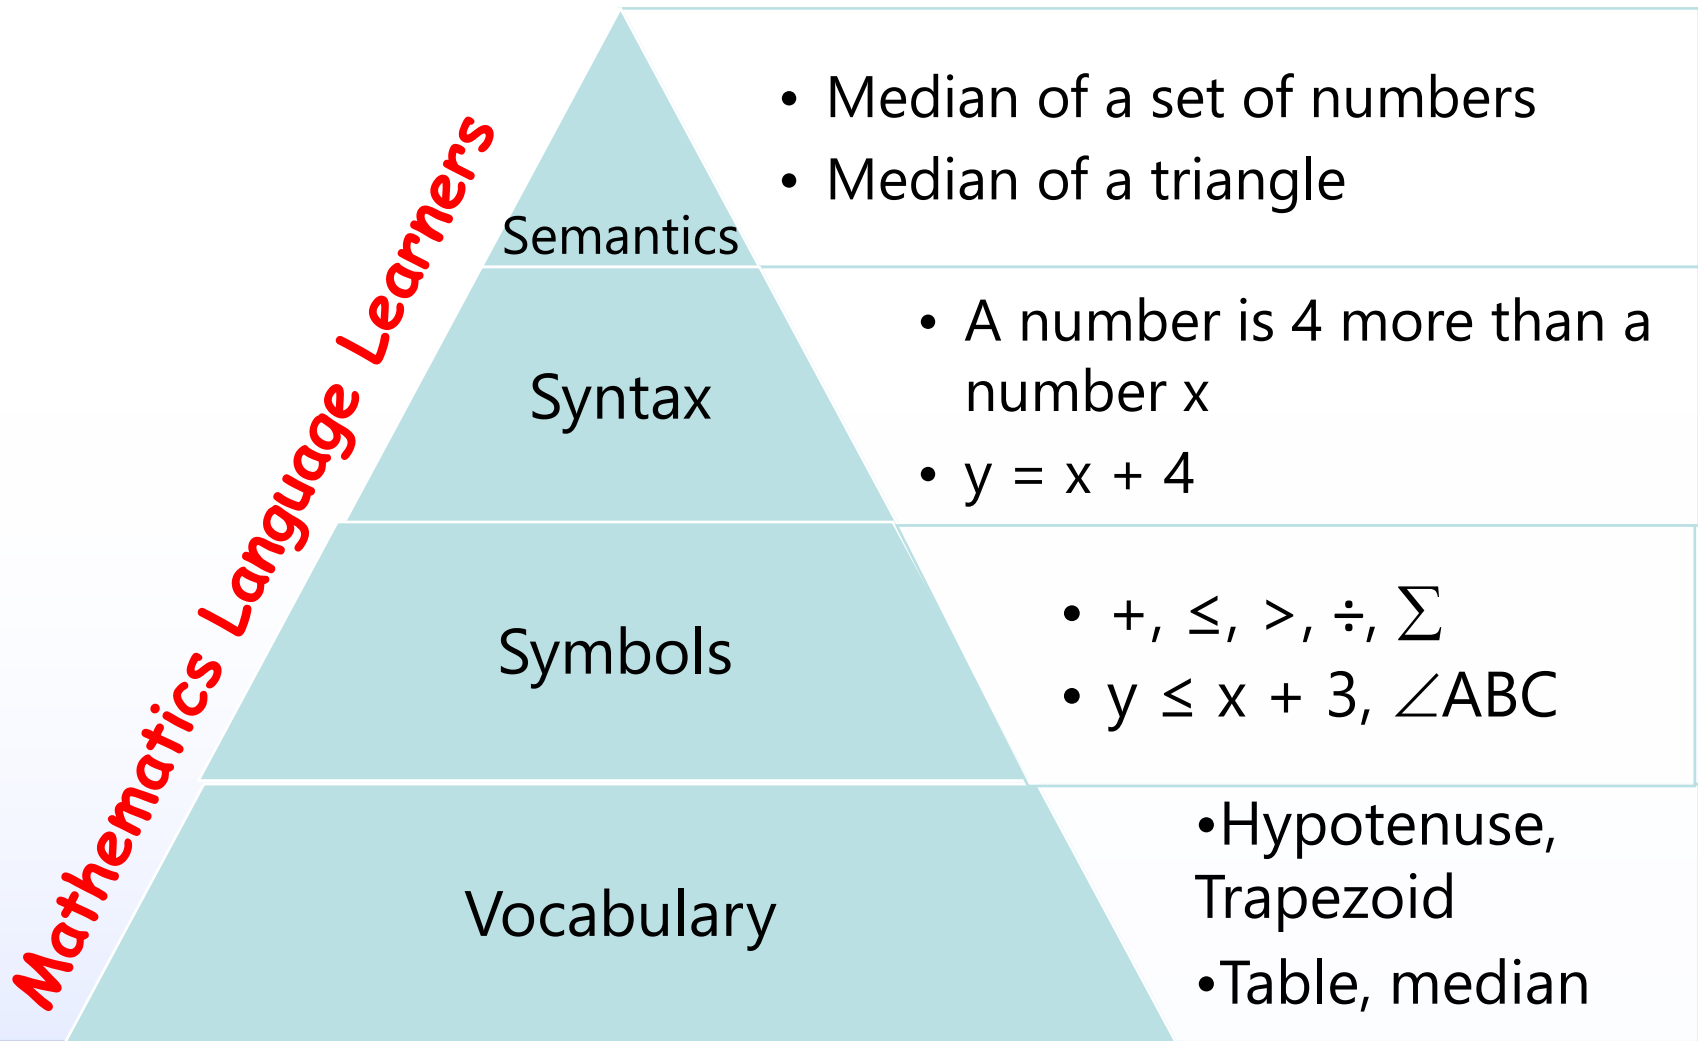 Mathematics Language Learners
Semantics
• Median of a set of numbers
• Median of a triangle
Syntax
• A number is 4 more than a
number x
• y = x + 4
Symbols
• +, ≤, >, ÷, ∑
• y ≤ x + 3, ∠ABC
Vocabulary
•Hypotenuse,
Trapezoid
•Table, median